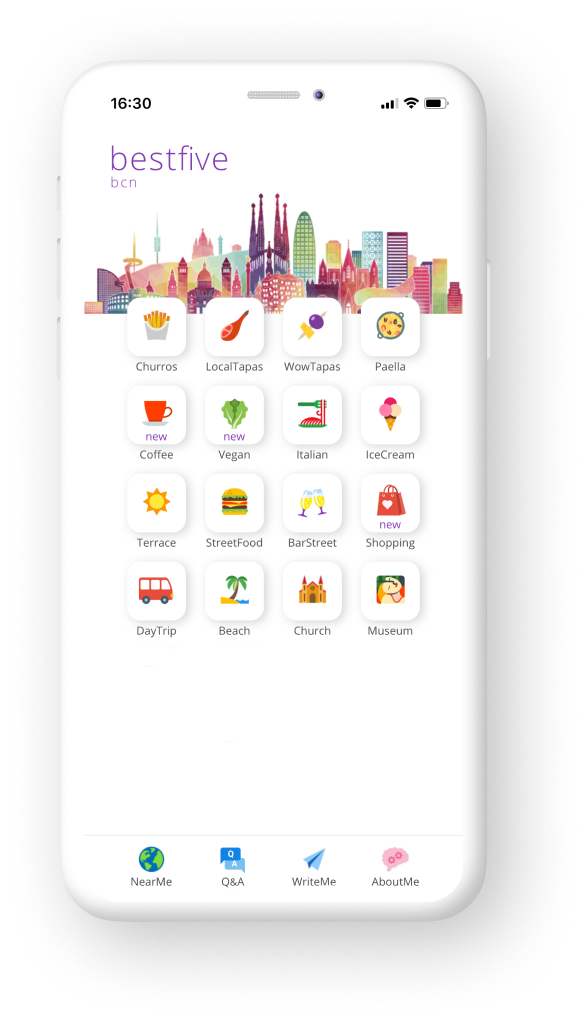 16:30
bestfive
bcn
Churros LocalTapas WowTapas Paella
new new
Coffee Vegan Italian IceCream
new
Terrace StreetFood BarStreet Shopping
DayTrip Beach Church Museum
Q
A
NearMe Q&A WriteMe AboutMe